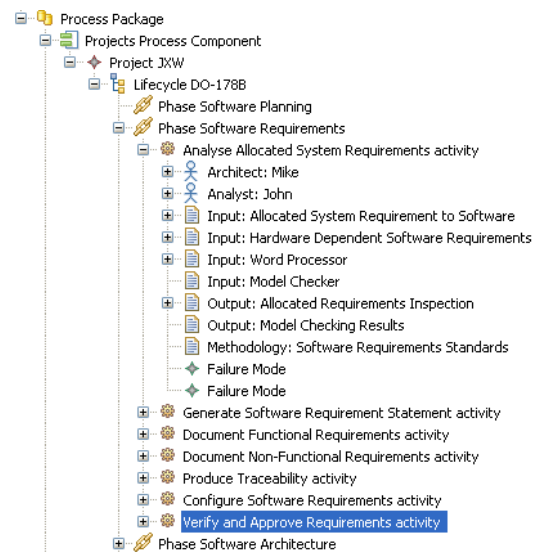 Process Package
Projects Process Component
Project JXW
Lifecycle DO-178B
Phase Software Planning
Phase Software Requirements
Analyse Allocated System Requirements activity
Architect: Mike
Analyst: John
Input: Allocated System Requirement to Software
Input: Hardware Dependent Software Requirements
Input: Word Processor
Input: Model Checker
Output: Allocated Requirements Inspection
Output: Model Checking Results
Methodology: Software Requirements Standards
Failure Mode
Failure Mode
Generate Software Requirement Statement activity
Document Functional Requirements activity
Document Non-Functional Requirements activity
Produce Traceability activity
Configure Software Requirements activity
Verify and Approve Requirements activity
Phase Software Architecture